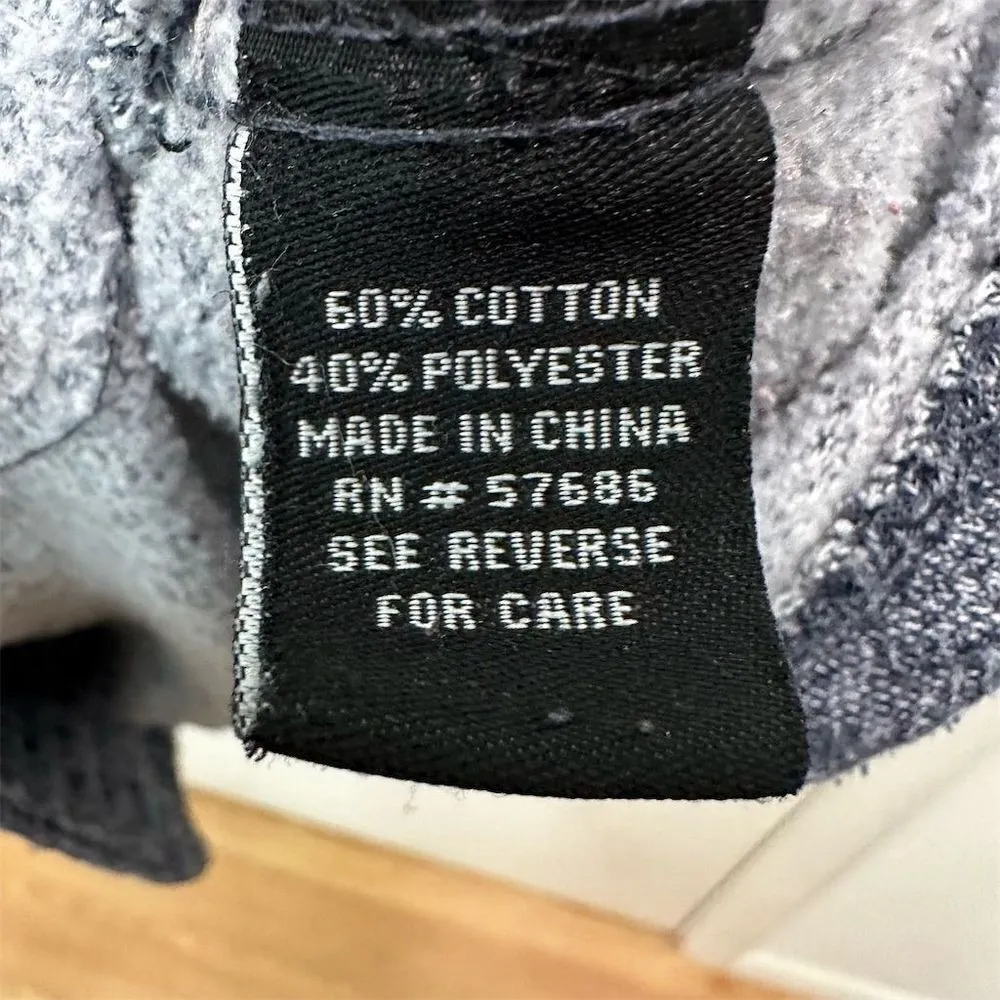 60% COTTON
40% POLYESTER
MADE IN CHINA
RN # 57686
SEE REVERSE
FOR CARE